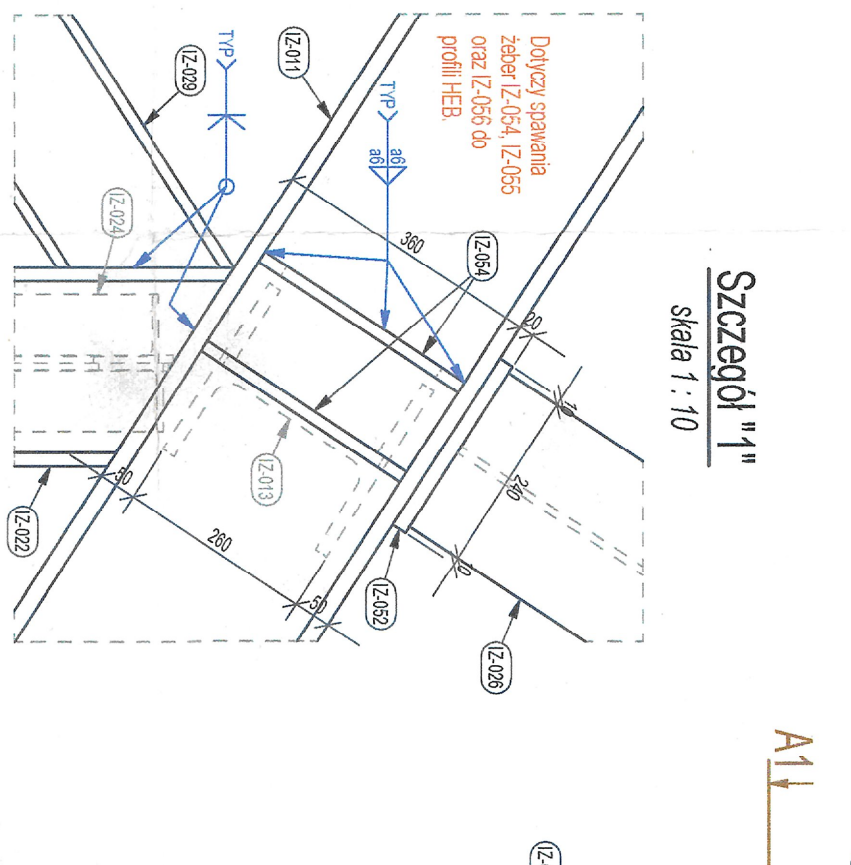 Szczegół "1"
skala 1 : 10
A1
Dotyczy spawania
żeber IZ-054, IZ-055
oraz IZ-056 do
profili HEB.
TYP
a6
a6
TYP
IZ-011
IZ-029
IZ-024
IZ-054
IZ-013
IZ-022
IZ-052
IZ-026
360
20
10
240
10
50
260
50
IZ-